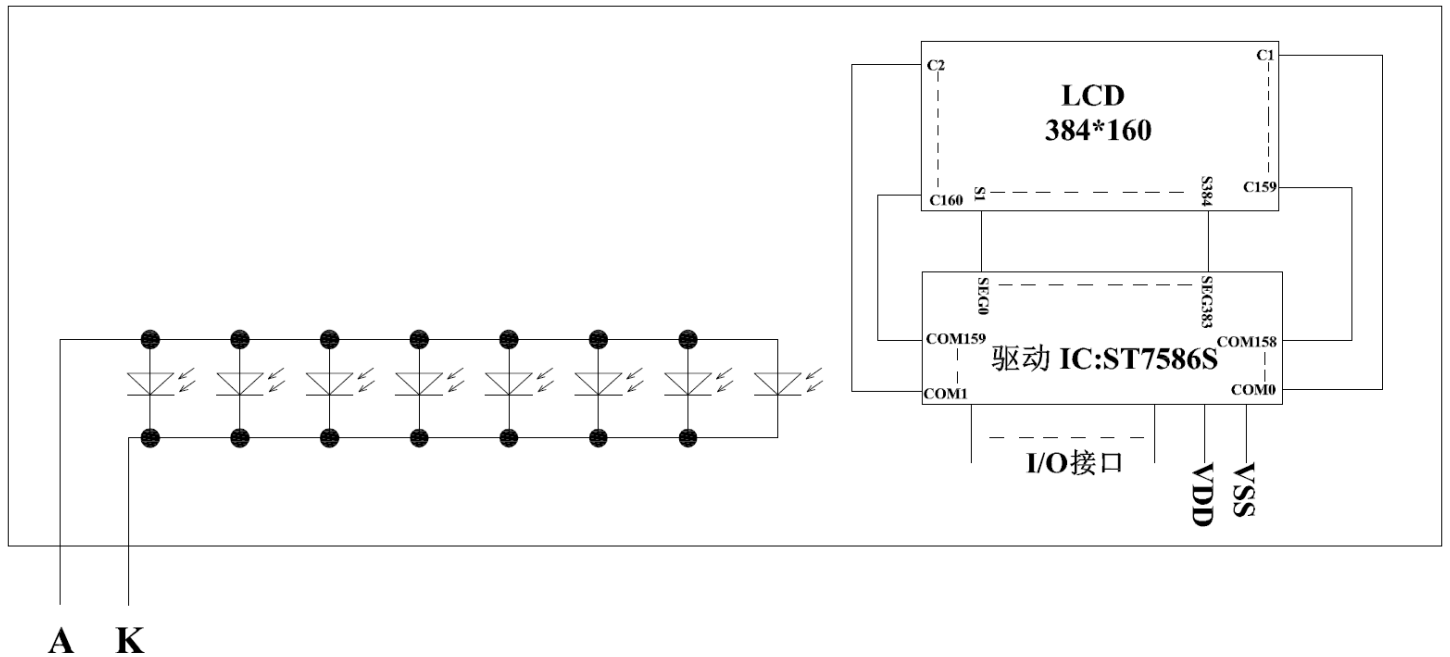 C2
C1
LCD
384*160
C160
S1
S384
C159
SEG0
SEG383
COM159
COM158
驱动 IC:ST7586S
COM1
COM0
I/O接口
VDD
VSS
A
K